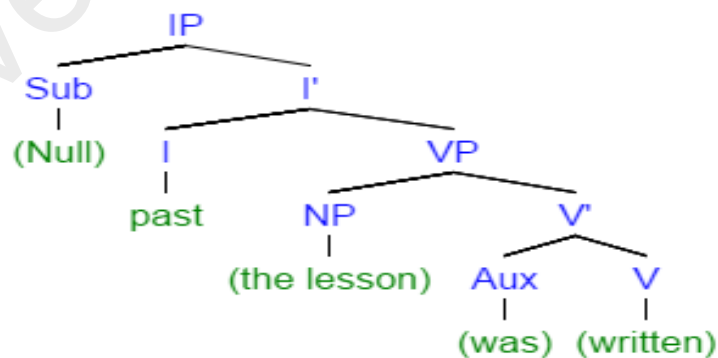 IP
Sub I'
(Null) I VP
past NP V'
(the lesson) Aux V
(was) (written)